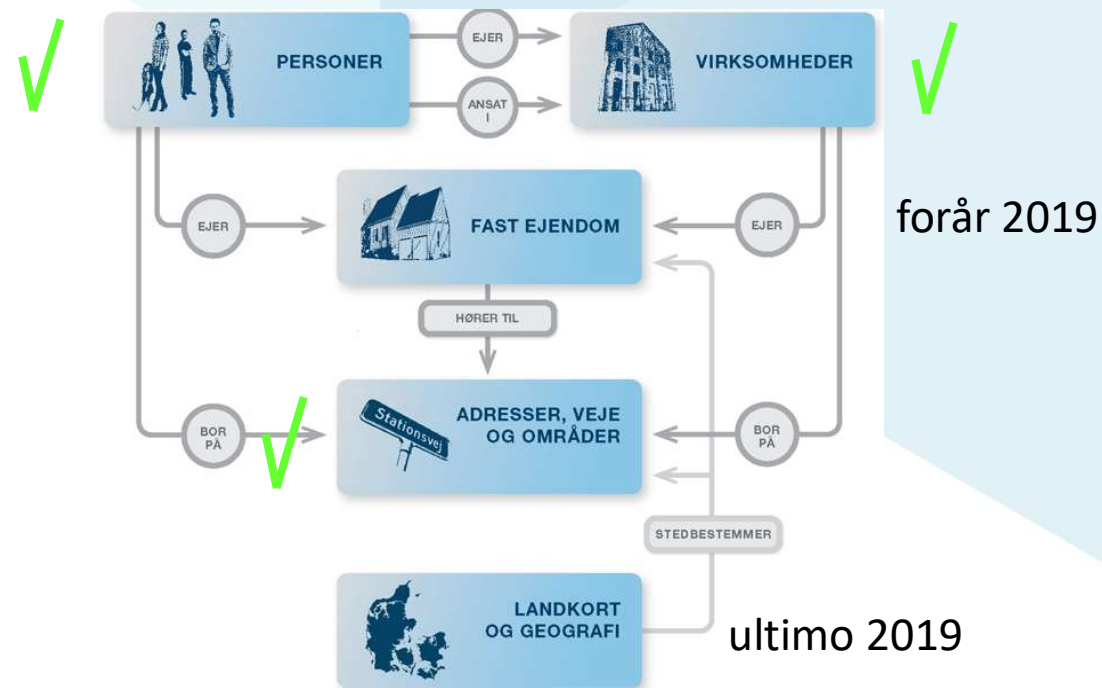 EJER
PERSONER
VIRKSOMHEDER
ANSAT
I
forår 2019
EJER
FAST EJENDOM
EJER
HØRER TIL
Stationsvej
ADRESSER, VEJE
OG OMRÅDER
BOR
PÅ
BOR
PÅ
STEDBESTEMMER
LANDKORT
OG GEOGRAFI
ultimo 2019